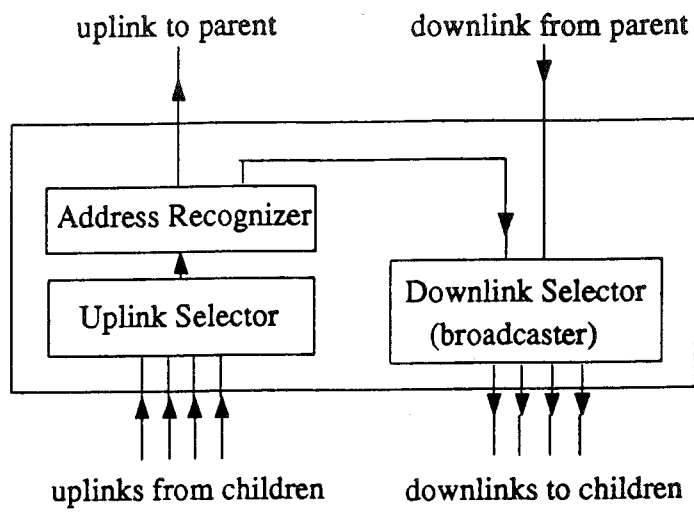 uplink to parent
downlink from parent
Address Recognizer
Uplink Selector
Downlink Selector
(broadcaster)
uplinks from children
downlinks to children